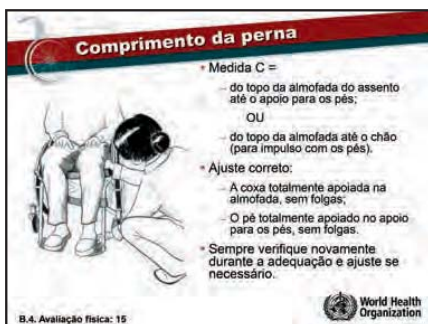 Comprimento da perna
• Medida C =
– do topo da almofada do assento
até o apoio para os pés;
OU
– do topo da almofada até o chão
(para impulso com os pés).
• Ajuste correto:
– A coxa totalmente apoiada na
almofada, sem folgas;
– O pé totalmente apoiado no apoio
para os pés, sem folgas.
• Sempre verifique novamente
durante a adequação e ajuste se
necessário.
B.4. Avaliação física: 15
World Health
Organization